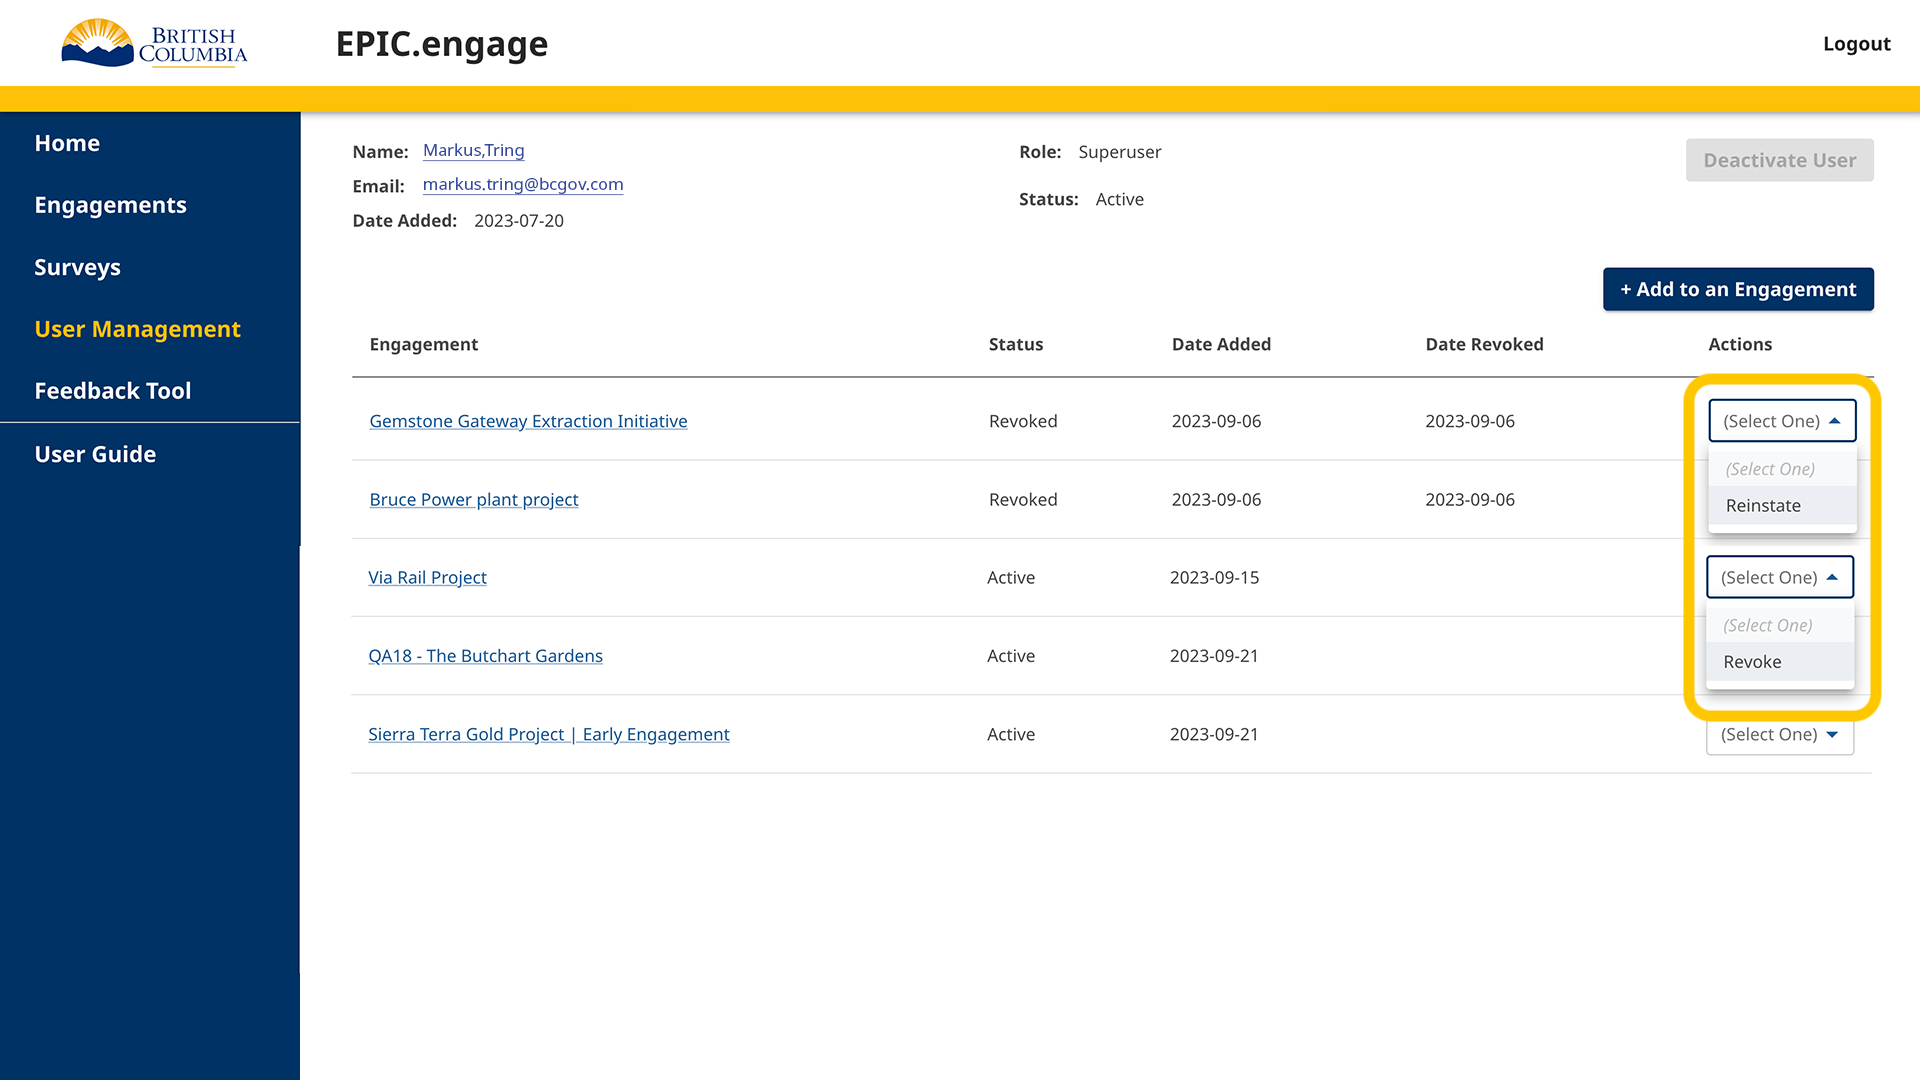 BRITISH
COLUMBIA
EPIC.engage
Logout
Home
Engagements
Surveys
User Management
Feedback Tool
User Guide
Name: Markus,Tring
Email: markus.tring@bcgov.com
Date Added: 2023-07-20
Role: Superuser
Status: Active
Deactivate User
+ Add to an Engagement
Engagement Status Date Added Date Revoked Actions
Gemstone Gateway Extraction Initiative Revoked 2023-09-06 2023-09-06 (Select One)
(Select One)
Bruce Power plant project Revoked 2023-09-06 2023-09-06 Reinstate
Via Rail Project Active 2023-09-15 (Select One)
(Select One)
QA18 - The Butchart Gardens Active 2023-09-21 Revoke
Sierra Terra Gold Project | Early Engagement Active 2023-09-21 (Select One)